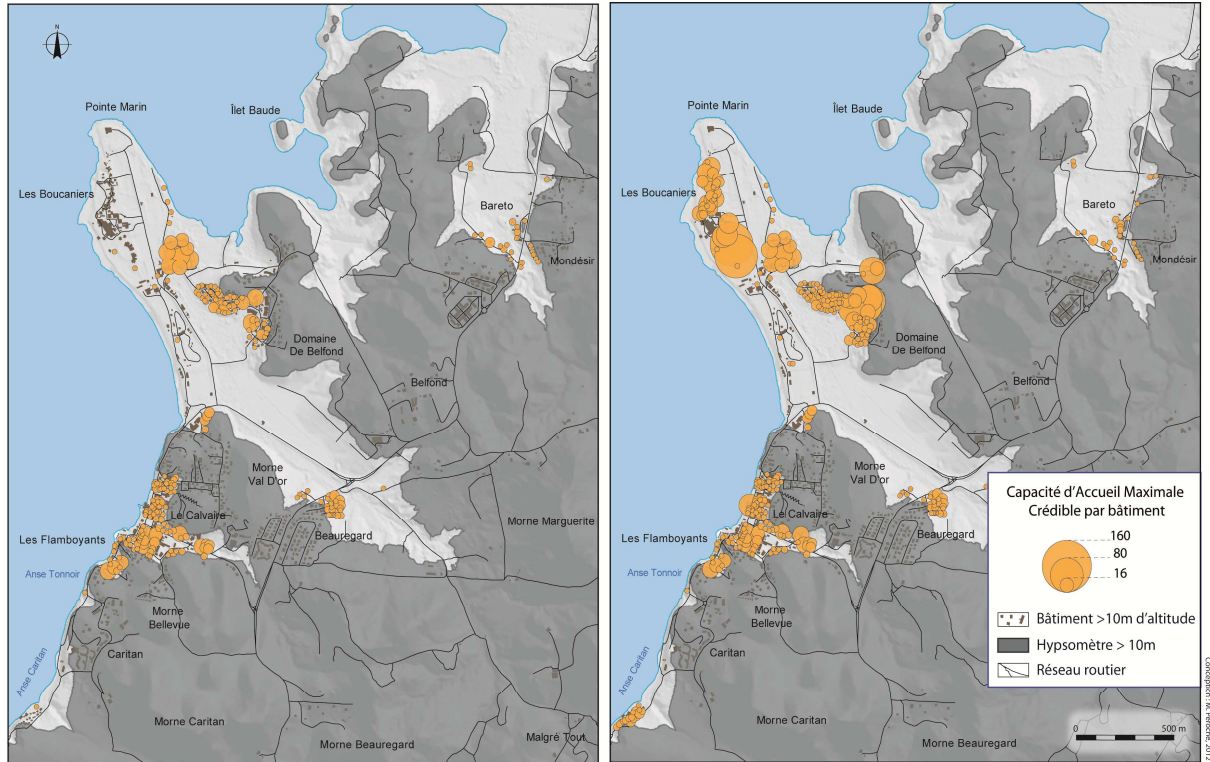 N
Pointe Marin
Îlet Baude
Les Boucaniers
Bareto
Mondésir
Domaine
De Belfond
Belfond
Morne
Val D'or
Le Calvaire
Morne Marguerite
Les Flamboyants
Beauregard
Anse Tonnoir
Morne
Bellevue
Caritan
Anse Caritan
Morne Caritan
Malgré Tout
Morne Beauregard
Pointe Marin
Îlet Baude
Les Boucaniers
Bareto
Mondésir
Domaine
De Belfond
Belfond
Morne
Val D'or
Le Calvaire
Les Flamboyants
Beauregard
Anse Tonnoir
Morne
Bellevue
Caritan
Anse Caritan
Morne Caritan
Morne Beauregard
Capacité d'Accueil Maximale
Crédible par bâtiment
160
80
16
Bâtiment >10m d'altitude
Hypsomètre > 10m
Réseau routier
500 m